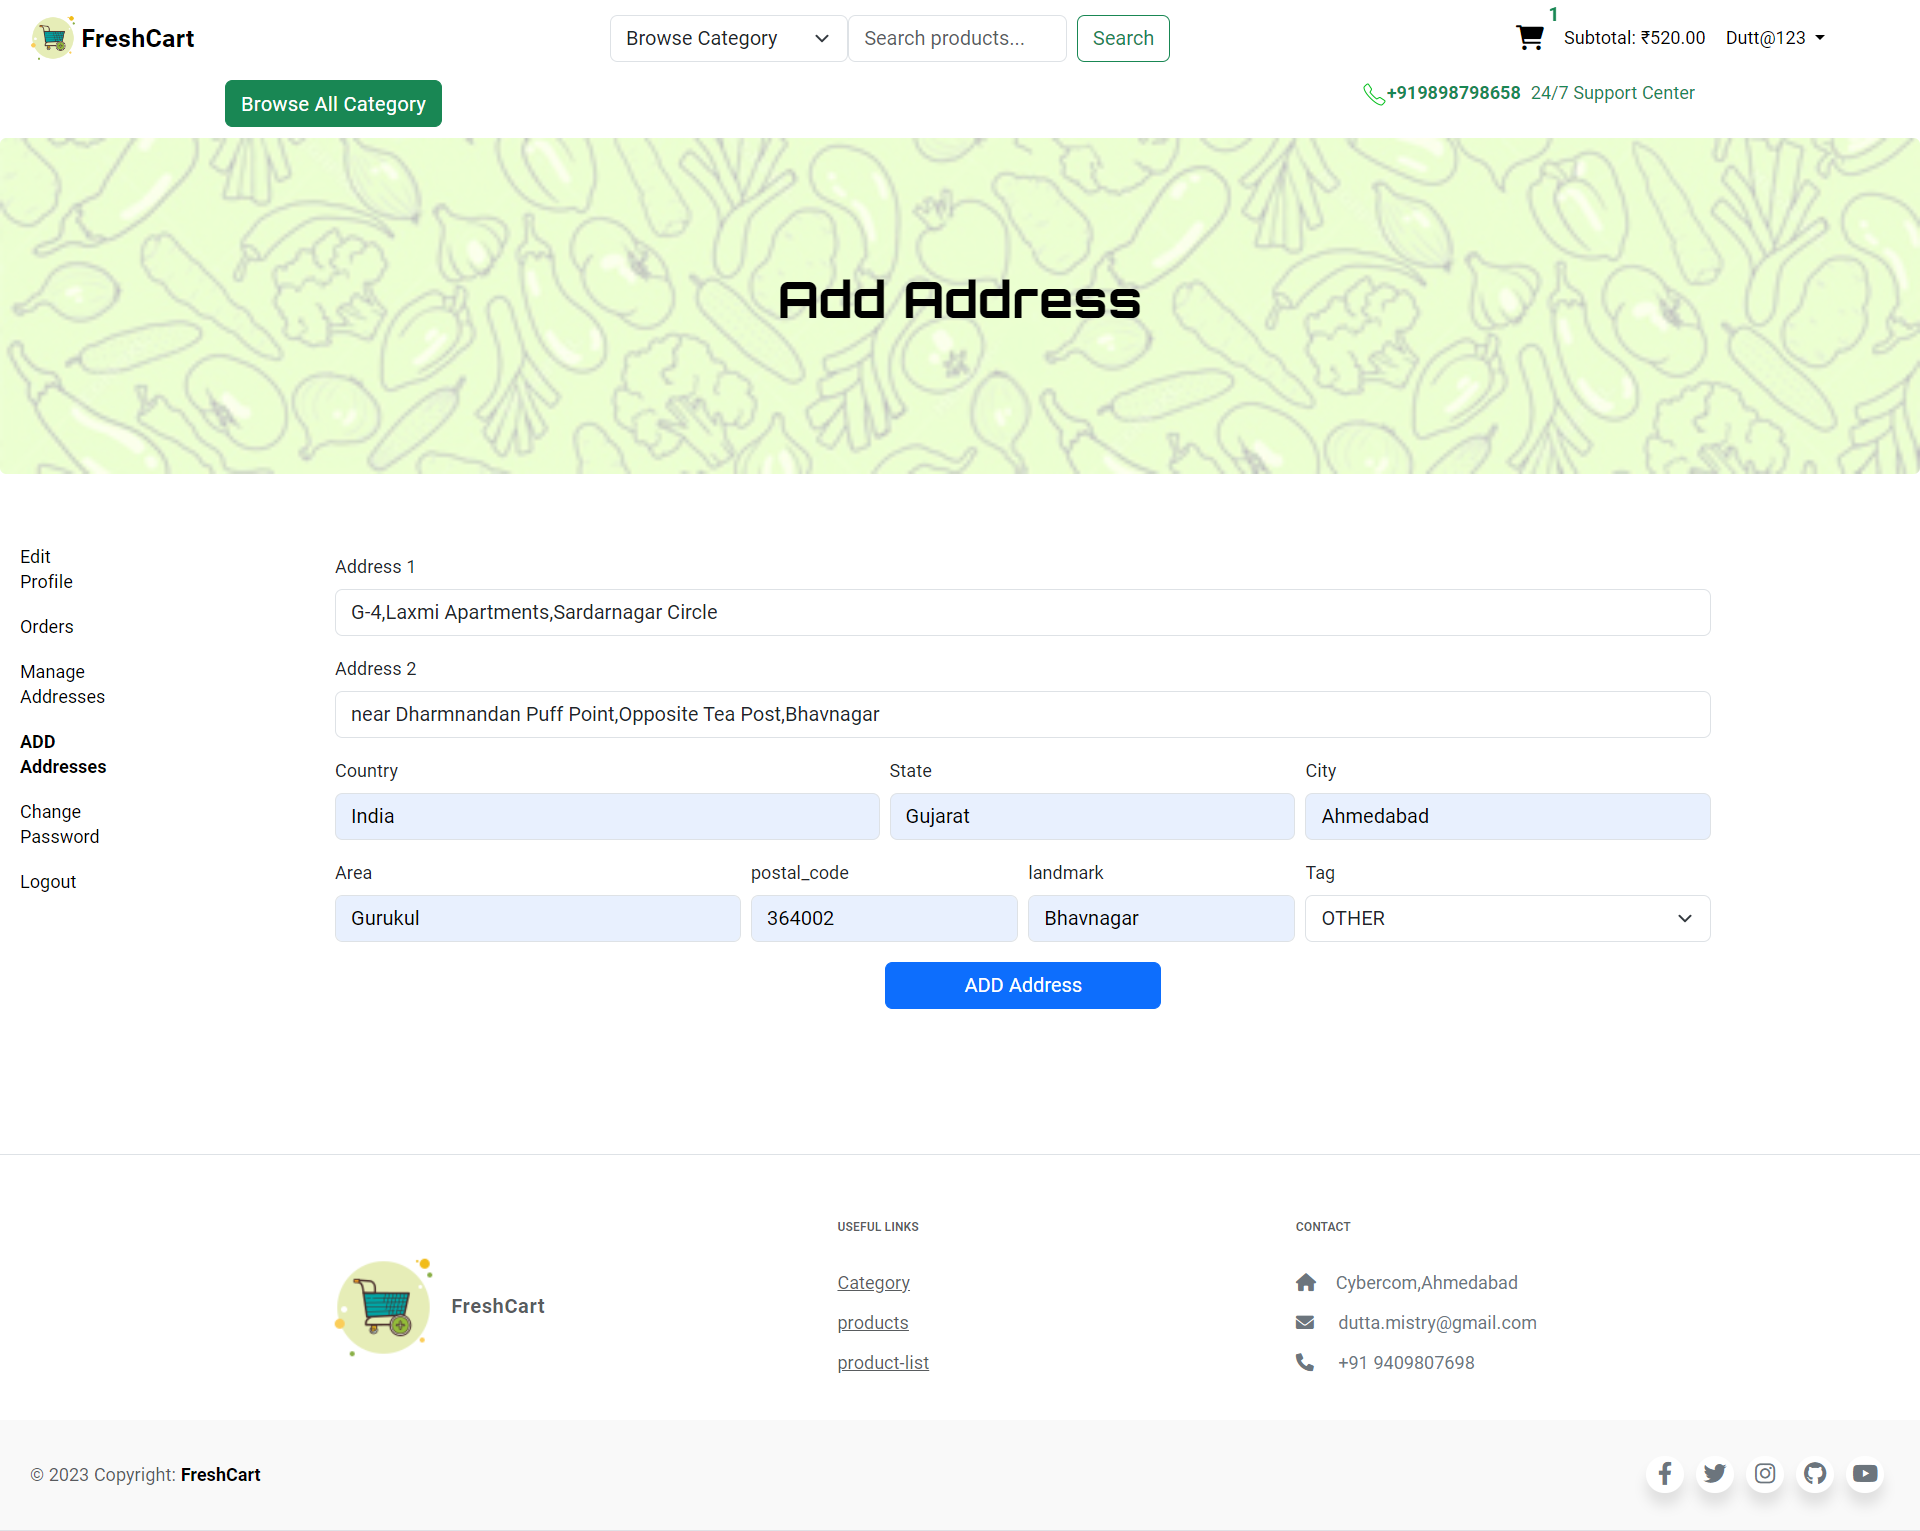 FreshCart
Browse Category
Search products...
Search
1
Subtotal: ₹520.00
Dutt@123
Browse All Category
+919898798658 24/7 Support Center
Add Address
Edit
Profile
Orders
Manage
Addresses
ADD
Addresses
Change
Password
Logout
Address 1
G-4,Laxmi Apartments,Sardarnagar Circle
Address 2
near Dharmnandan Puff Point,Opposite Tea Post,Bhavnagar
Country
State
City
India
Gujarat
Ahmedabad
Area
postal_code
landmark
Tag
Gurukul
364002
Bhavnagar
OTHER
ADD Address
FreshCart
USEFUL LINKS
Category
products
product-list
CONTACT
Cybercom,Ahmedabad
dutta.mistry@gmail.com
+91 9409807698
© 2023 Copyright: FreshCart